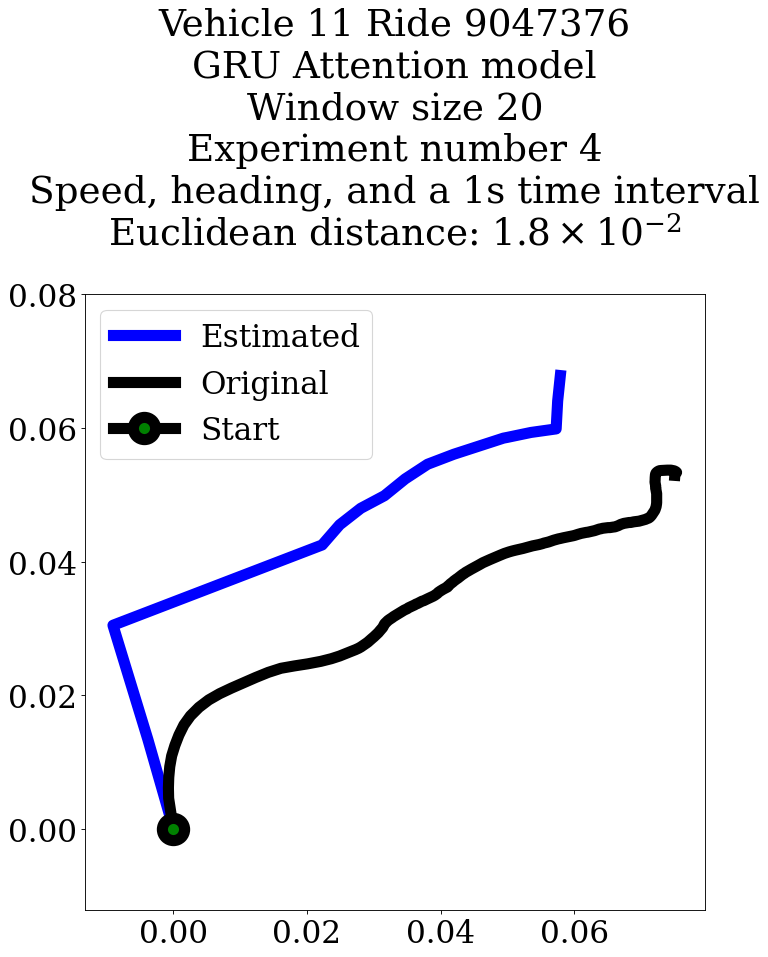 Vehicle 11 Ride 9047376
GRU Attention model
Window size 20
Experiment number 4
Speed, heading, and a 1s time interval
Euclidean distance: 1.8 × 10⁻²
0.08
Estimated
Original
Start
0.06
0.04
0.02
0.00
0.00 0.02 0.04 0.06